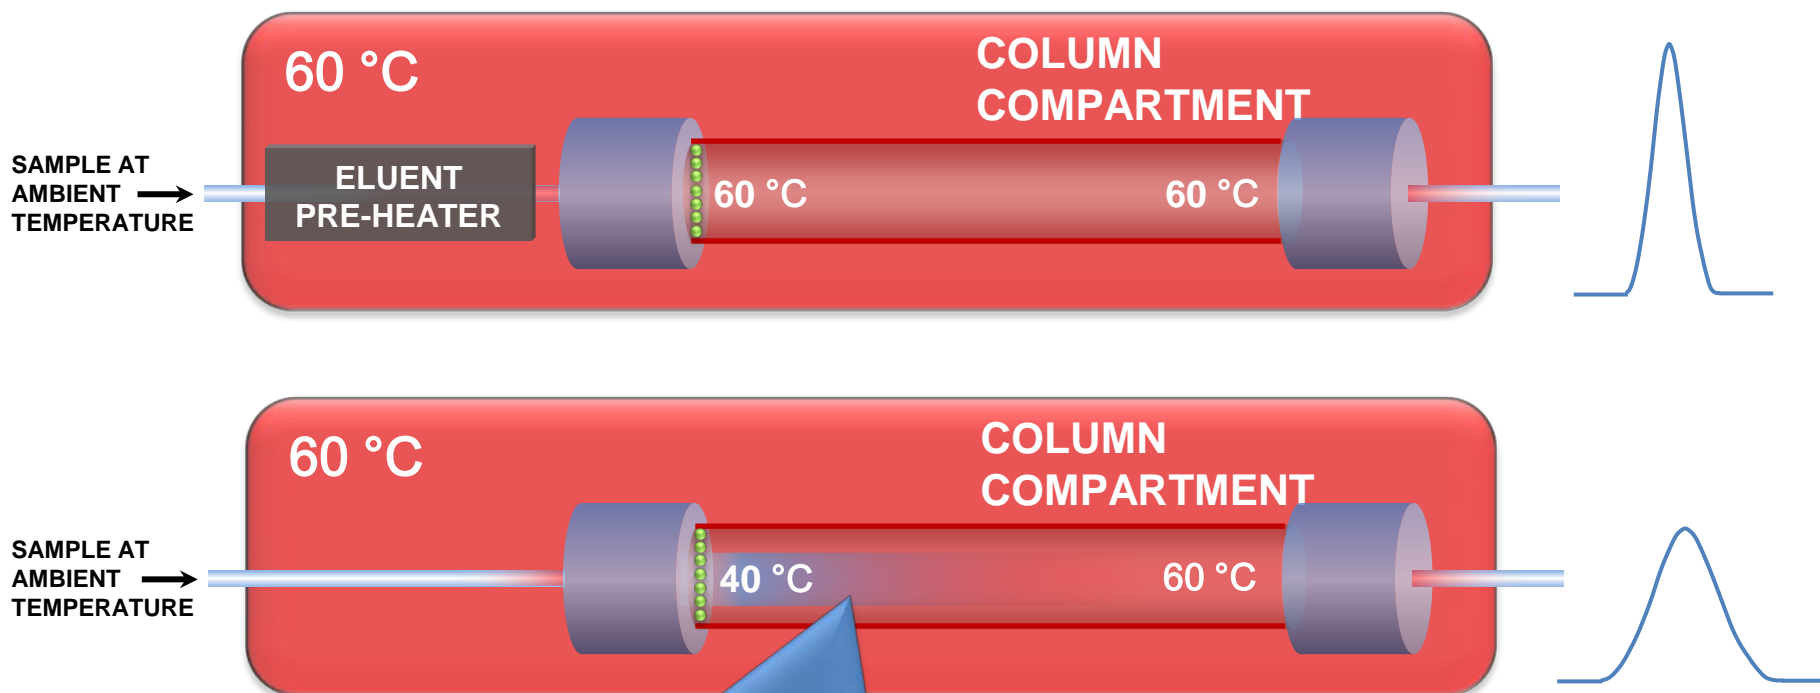 60 °C
COLUMN
COMPARTMENT
SAMPLE AT
AMBIENT
TEMPERATURE
ELUENT
PRE-HEATER
60 °C
60 °C
60 °C
COLUMN
COMPARTMENT
SAMPLE AT
AMBIENT
TEMPERATURE
40 °C
60 °C